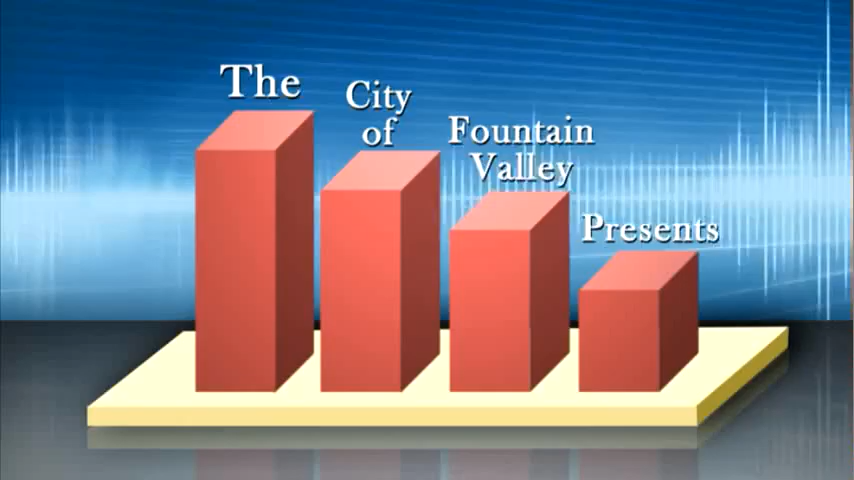 The
City
of
Fountain
Valley
Presents